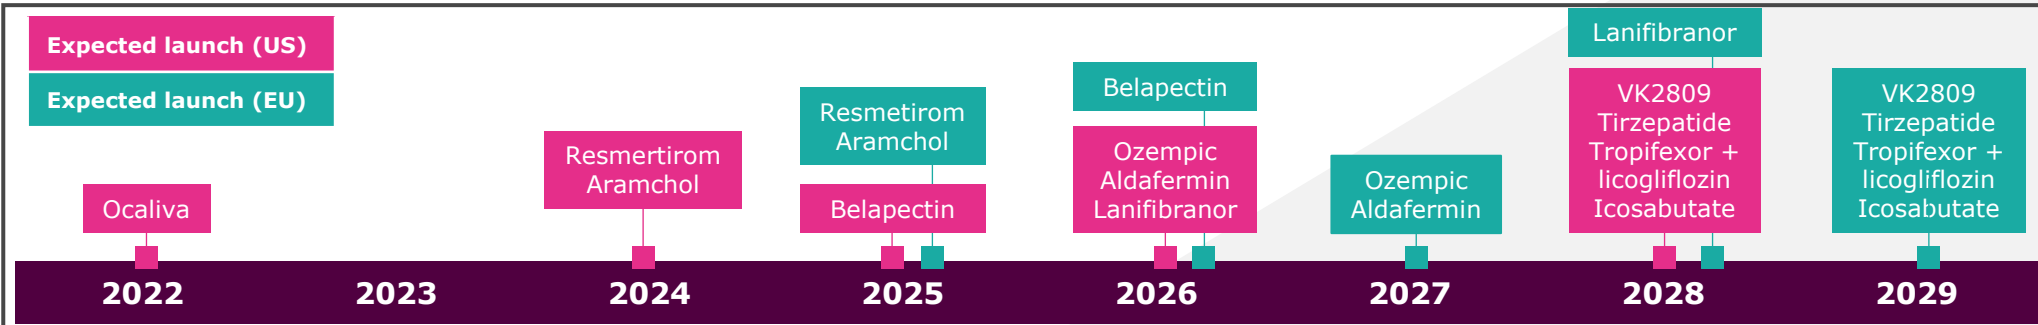 Expected launch (US)
Expected launch (EU)
Ocaliva
Resmertirom
Aramchol
Resmetirom
Aramchol
Belapectin
Belapectin
Ozempic
Aldafermin
Lanifibranor
Ozempic
Aldafermin
Lanifibranor
VK2809
Tirzepatide
Tropifexor +
licogliflozin
Icosabutate
VK2809
Tirzepatide
Tropifexor +
licogliflozin
Icosabutate
2022
2023
2024
2025
2026
2027
2028
2029